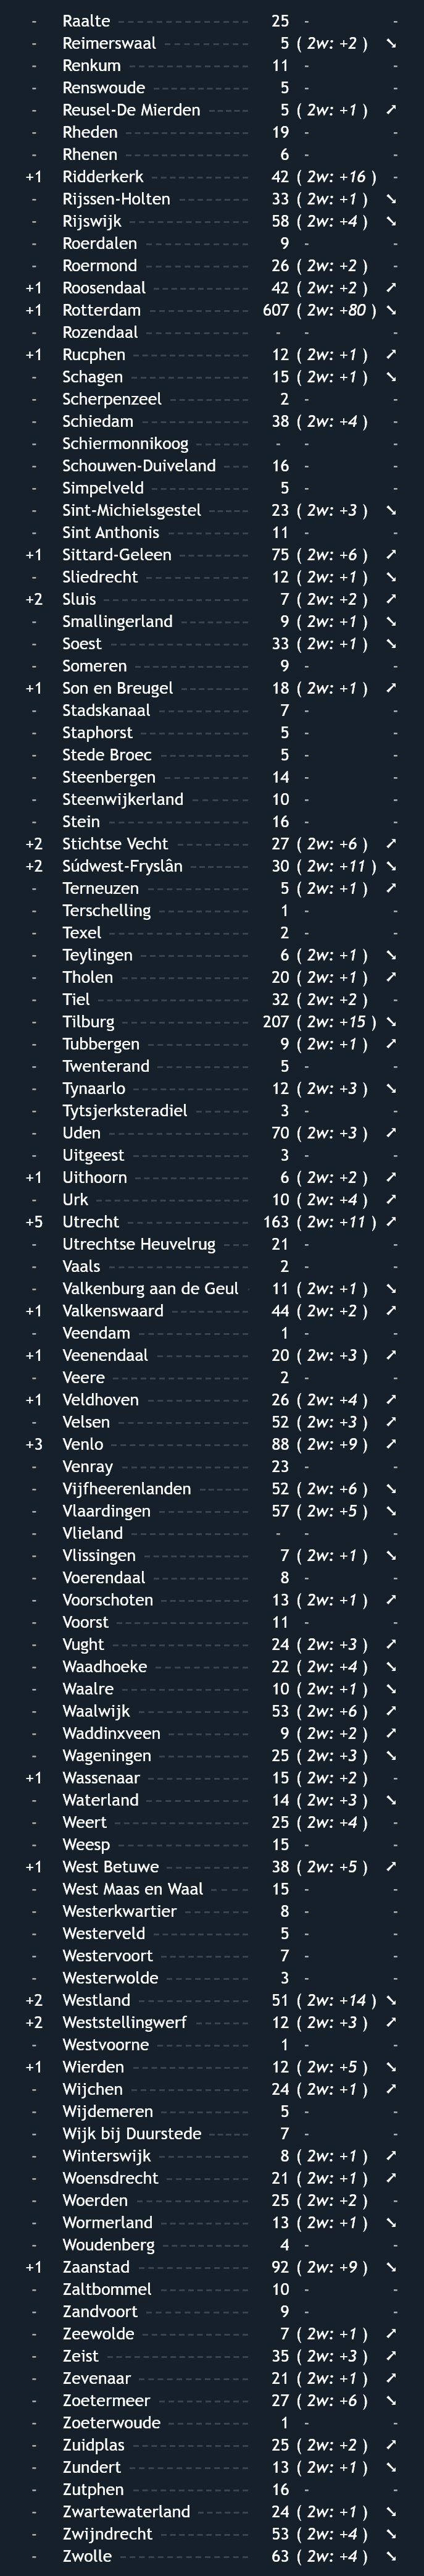 - Raalte 25 - -
- Reimerswaal 5 ( 2w: +2 ) ➘
- Renkum 11 - -
- Renswoude 5 - -
- Reusel-De Mierden 5 ( 2w: +1 ) ➚
- Rheden 19 - -
- Rhenen 6 - -
+1 Ridderkerk 42 ( 2w: +16 ) -
- Rijssen-Holten 33 ( 2w: +1 ) ➘
- Rijswijk 58 ( 2w: +4 ) ➘
- Roerdalen 9 - -
- Roermond 26 ( 2w: +2 ) -
+1 Roosendaal 42 ( 2w: +2 ) ➚
+1 Rotterdam 607 ( 2w: +80 ) ➘
- Rozendaal - - -
+1 Rucphen 12 ( 2w: +1 ) ➚
- Schagen 15 ( 2w: +1 ) ➘
- Scherpenzeel 2 - -
- Schiedam 38 ( 2w: +4 ) -
- Schiermonnikoog - - -
- Schouwen-Duiveland 16 - -
- Simpelveld 5 - -
- Sint-Michielsgestel 23 ( 2w: +3 ) ➘
- Sint Anthonis 11 - -
+1 Sittard-Geleen 75 ( 2w: +6 ) ➚
- Sliedrecht 12 ( 2w: +1 ) ➘
+2 Sluis 7 ( 2w: +2 ) ➚
- Smallingerland 9 ( 2w: +1 ) ➘
- Soest 33 ( 2w: +1 ) ➘
- Someren 9 - -
+1 Son en Breugel 18 ( 2w: +1 ) ➚
- Stadskanaal 7 - -
- Staphorst 5 - -
- Stede Broec 5 - -
- Steenbergen 14 - -
- Steenwijkerland 10 - -
- Stein 16 - -
+2 Stichtse Vecht 27 ( 2w: +6 ) ➚
+2 Súdwest-Fryslân 30 ( 2w: +11 ) ➘
- Terneuzen 5 ( 2w: +1 ) ➚
- Terschelling 1 - -
- Texel 2 - -
- Teylingen 6 ( 2w: +1 ) ➘
- Tholen 20 ( 2w: +1 ) ➚
- Tiel 32 ( 2w: +2 ) -
- Tilburg 207 ( 2w: +15 ) ➘
- Tubbergen 9 ( 2w: +1 ) ➚
- Twenterand 5 - -
- Tynaarlo 12 ( 2w: +3 ) ➘
- Tytsjerksteradiel 3 - -
- Uden 70 ( 2w: +3 ) ➚
- Uitgeest 3 - -
+1 Uithoorn 6 ( 2w: +2 ) ➚
- Urk 10 ( 2w: +4 ) ➚
+5 Utrecht 163 ( 2w: +11 ) ➚
- Utrechtse Heuvelrug 21 - -
- Vaals 2 - -
- Valkenburg aan de Geul 11 ( 2w: +1 ) ➘
+1 Valkenswaard 44 ( 2w: +2 ) ➚
- Veendam 1 - -
+1 Veenendaal 20 ( 2w: +3 ) ➚
- Veere 2 - -
+1 Veldhoven 26 ( 2w: +4 ) ➚
- Velsen 52 ( 2w: +3 ) ➚
+3 Venlo 88 ( 2w: +9 ) ➚
- Venray 23 - -
- Vijfheerenlanden 52 ( 2w: +6 ) ➘
- Vlaardingen 57 ( 2w: +5 ) ➘
- Vlieland - - -
- Vlissingen 7 ( 2w: +1 ) ➘
- Voerendaal 8 - -
- Voorschoten 13 ( 2w: +1 ) ➚
- Voorst 11 - -
- Vught 24 ( 2w: +3 ) ➚
- Waadhoeke 22 ( 2w: +4 ) ➘
- Waalre 10 ( 2w: +1 ) ➘
- Waalwijk 53 ( 2w: +6 ) ➚
- Waddinxveen 9 ( 2w: +2 ) ➚
- Wageningen 25 ( 2w: +3 ) ➘
+1 Wassenaar 15 ( 2w: +2 ) -
- Waterland 14 ( 2w: +3 ) ➘
- Weert 25 ( 2w: +4 ) -
- Weesp 15 - -
+1 West Betuwe 38 ( 2w: +5 ) ➚
- West Maas en Waal 15 - -
- Westerkwartier 8 - -
- Westerveld 5 - -
- Westervoort 7 - -
- Westerwolde 3 - -
+2 Westland 51 ( 2w: +14 ) ➘
+2 Weststellingwerf 12 ( 2w: +3 ) ➚
- Westvoorne 1 - -
+1 Wierden 12 ( 2w: +5 ) ➘
- Wijchen 24 ( 2w: +1 ) ➚
- Wijdemeren 5 - -
- Wijk bij Duurstede 7 - -
- Winterswijk 8 ( 2w: +1 ) ➚
- Woensdrecht 21 ( 2w: +1 ) ➚
- Woerden 25 ( 2w: +2 ) -
- Wormerland 13 ( 2w: +1 ) ➘
- Woudenberg 4 - -
+1 Zaanstad 92 ( 2w: +9 ) ➘
- Zaltbommel 10 - -
- Zandvoort 9 - -
- Zeewolde 7 ( 2w: +1 ) ➚
- Zeist 35 ( 2w: +3 ) ➚
- Zevenaar 21 ( 2w: +1 ) ➚
- Zoetermeer 27 ( 2w: +6 ) ➘
- Zoeterwoude 1 - -
- Zuidplas 25 ( 2w: +2 ) ➚
- Zundert 13 ( 2w: +1 ) ➘
- Zutphen 16 - -
- Zwartewaterland 24 ( 2w: +1 ) ➘
- Zwijndrecht 53 ( 2w: +4 ) ➚
- Zwolle 63 ( 2w: +4 ) ➘